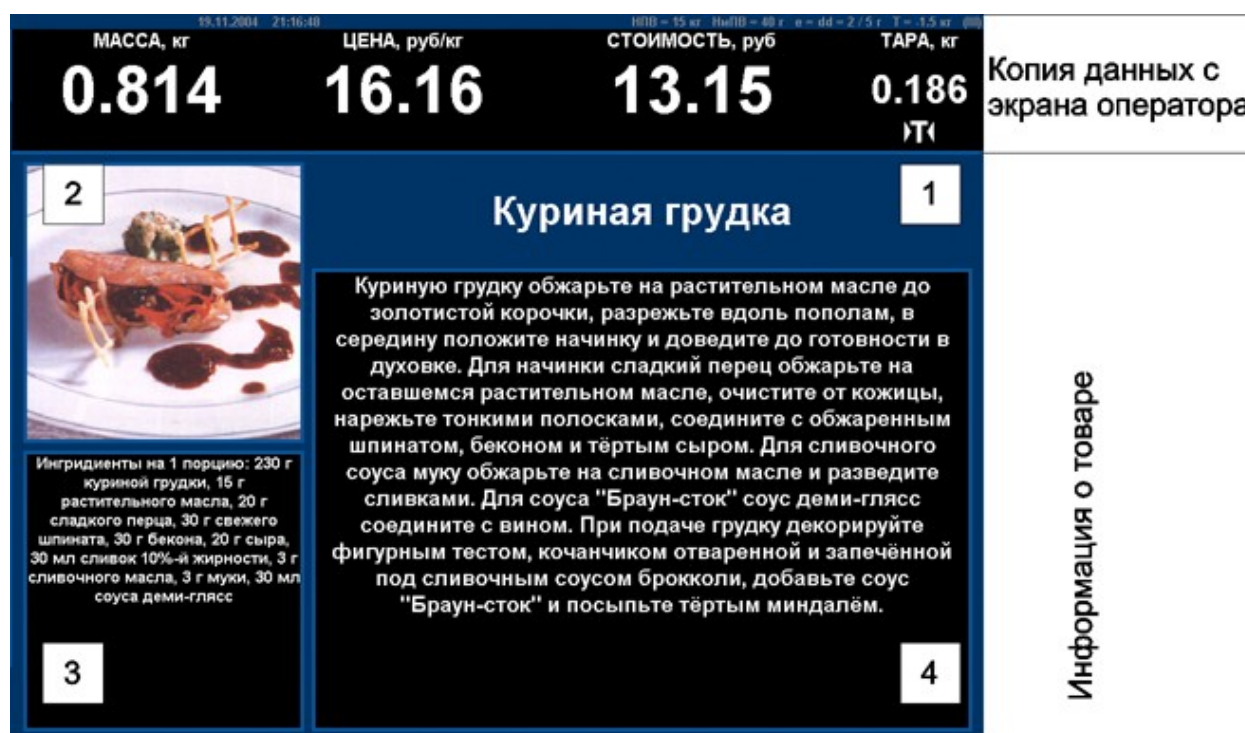 19.11.2004 21:16:40 НПВ = 15 кг НмПВ = 40 г e = dd = 2 / 5 г T = -1.5 кг
МАССА, кг ЦЕНА, руб/кг СТОИМОСТЬ, руб ТАРА, кг
0.814 16.16 13.15 0.186
T
Копия данных с
экрана оператора
2
1
Куриная грудка
Куриную грудку обжарьте на растительном масле до
золотистой корочки, разрежьте вдоль пополам, в
середину положите начинку и доведите до готовности в
духовке. Для начинки сладкий перец обжарьте на
оставшемся растительном масле, очистите от кожицы,
нарежьте тонкими полосками, соедините с обжаренным
шпинатом, беконом и тёртым сыром. Для сливочного
соуса муку обжарьте на сливочном масле и разведите
сливками. Для соуса "Браун-сток" соус деми-глясс
соедините с вином. При подаче грудку декорируйте
фигурным тестом, кочанчиком отваренной и запечённой
под сливочным соусом брокколи, добавьте соус
"Браун-сток" и посыпьте тёртым миндалём.
Ингридиенты на 1 порцию: 230 г
куриной грудки, 15 г
растительного масла, 20 г
сладкого перца, 30 г свежего
шпината, 30 г бекона, 20 г сыра,
30 мл сливок 10%-й жирности, 3 г
сливочного масла, 3 г муки, 30 мл
соуса деми-глясс
3
4
Информация о товаре